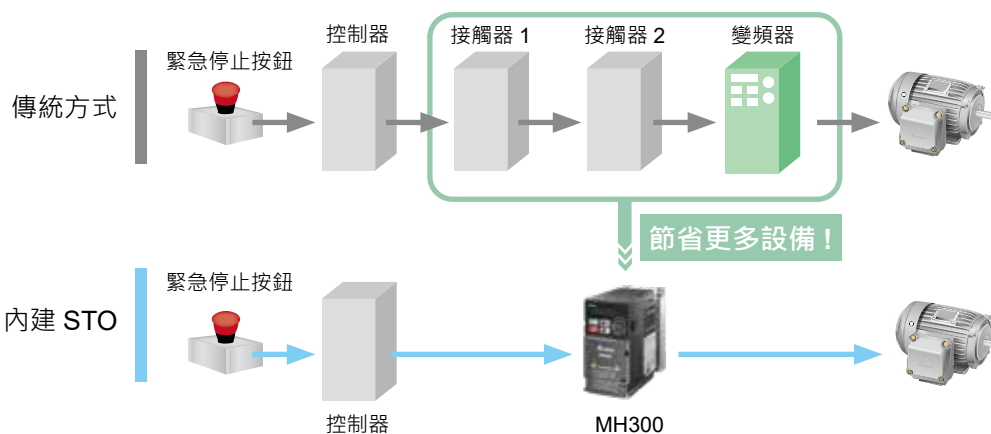 傳統方式
緊急停止按鈕
控制器
接觸器 1
接觸器 2
變頻器
節省更多設備！
內建 STO
緊急停止按鈕
控制器
MH300